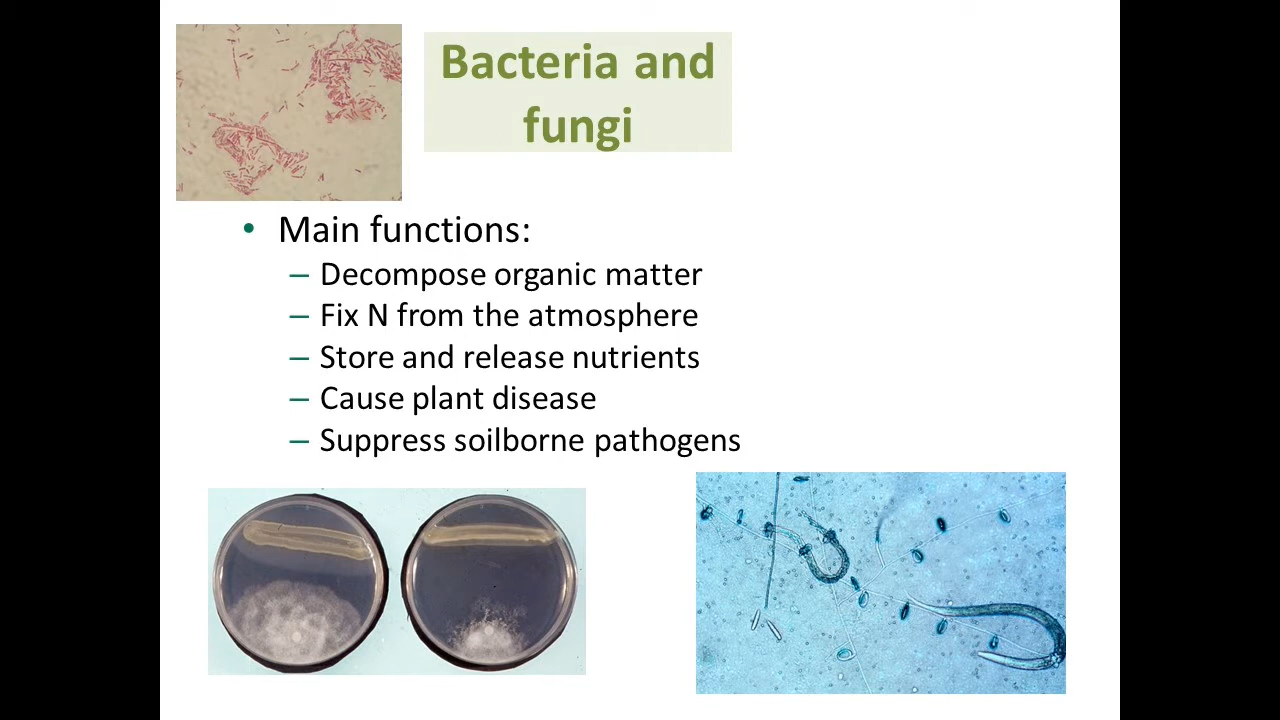 Bacteria and
fungi
• Main functions:
– Decompose organic matter
– Fix N from the atmosphere
– Store and release nutrients
– Cause plant disease
– Suppress soilborne pathogens